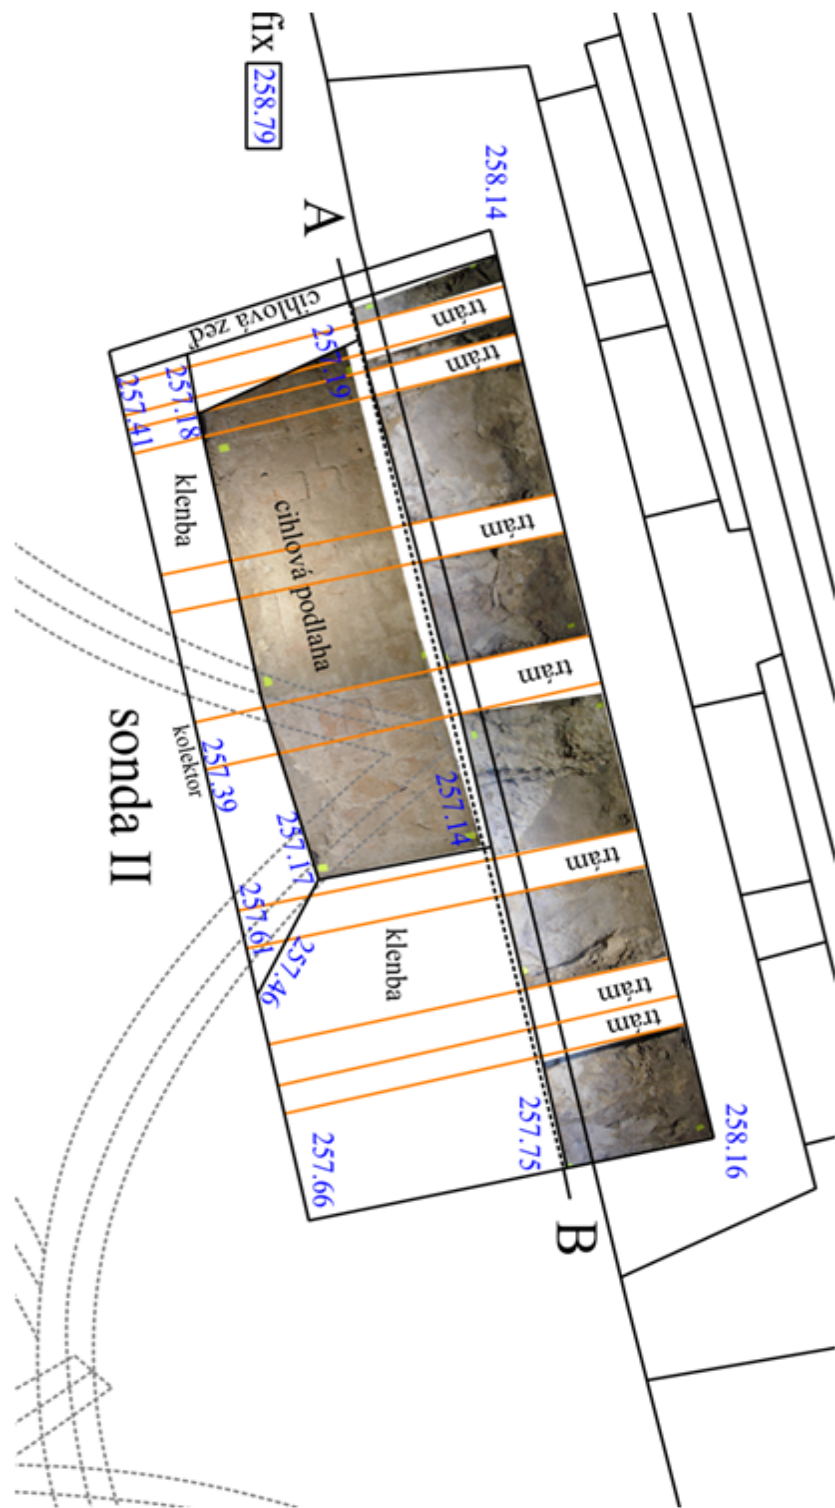 fix 258.79
258.14
A
cihlová zeď
trám
trám
257.19
257.18
257.41
klenba
trám
cihlová podlaha
trám
sonda II
kolektor
257.39
257.14
257.17
trám
257.61
257.46
klenba
trám
trám
257.75
258.16
257.66
B